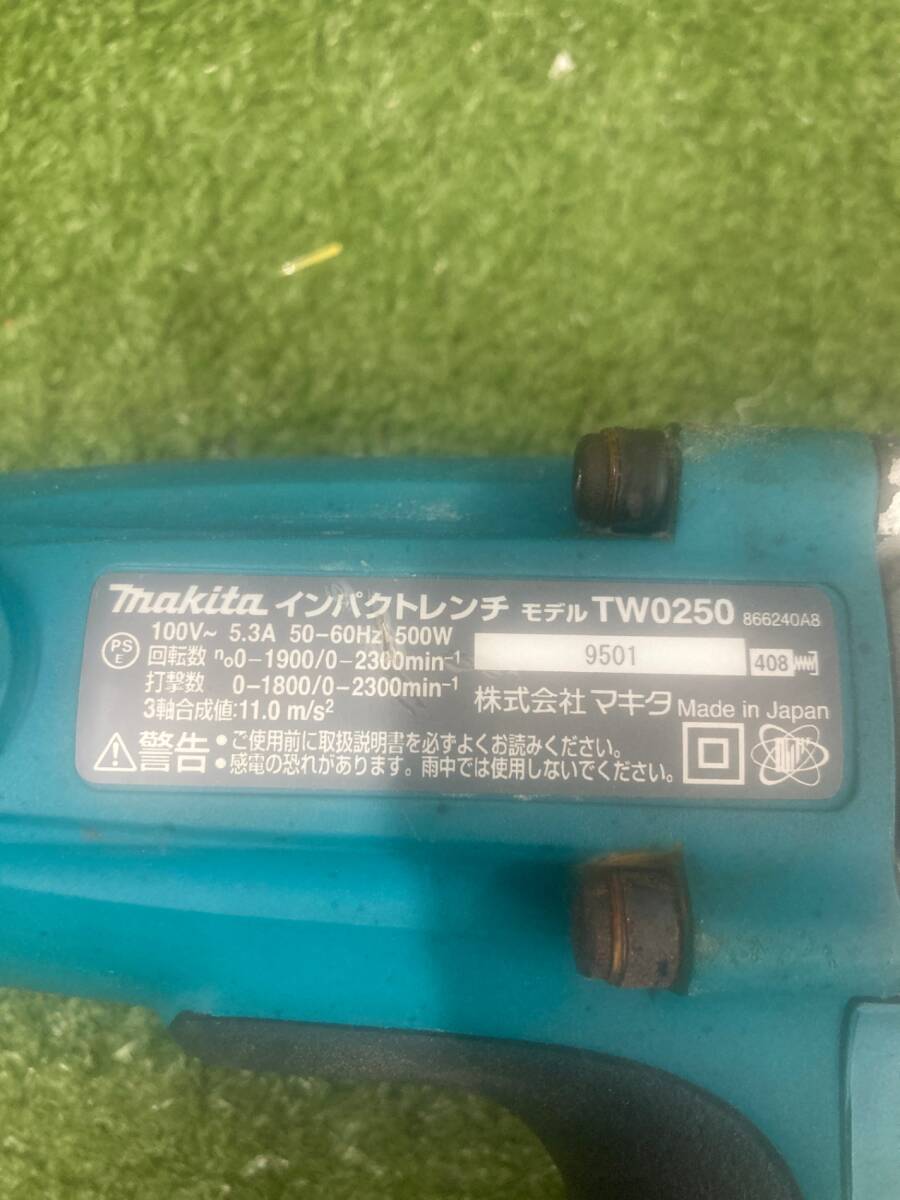 makita インパクトレンチ モデル TW0250 866240A8
PS E
100V~ 5.3A 50-60Hz 500W
回転数 n₀0-1900/0-2300min⁻¹
9501
408
打撃数 0-1800/0-2300min⁻¹
株式会社 マキタ Made in Japan
3軸合成値:11.0 m/s²
警告 •ご使用前に取扱説明書を必ずよくお読みください。
•感電の恐れがあります。雨中では使用しないでください。